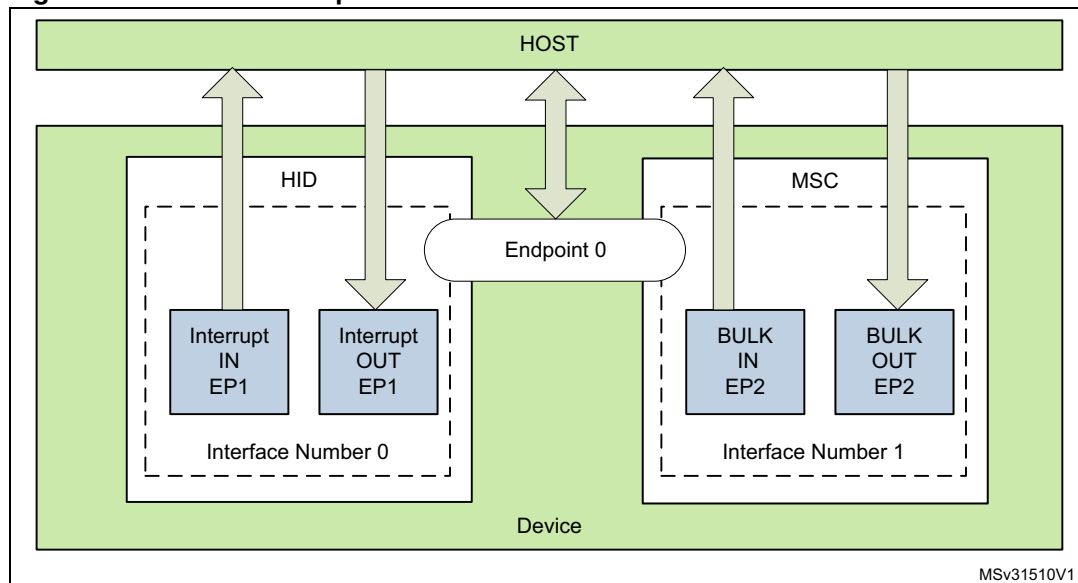 HOST
HID
MSC
Endpoint 0
Interrupt
IN
EP1
Interrupt
OUT
EP1
BULK
IN
EP2
BULK
OUT
EP2
Interface Number 0
Interface Number 1
Device
MSv31510V1